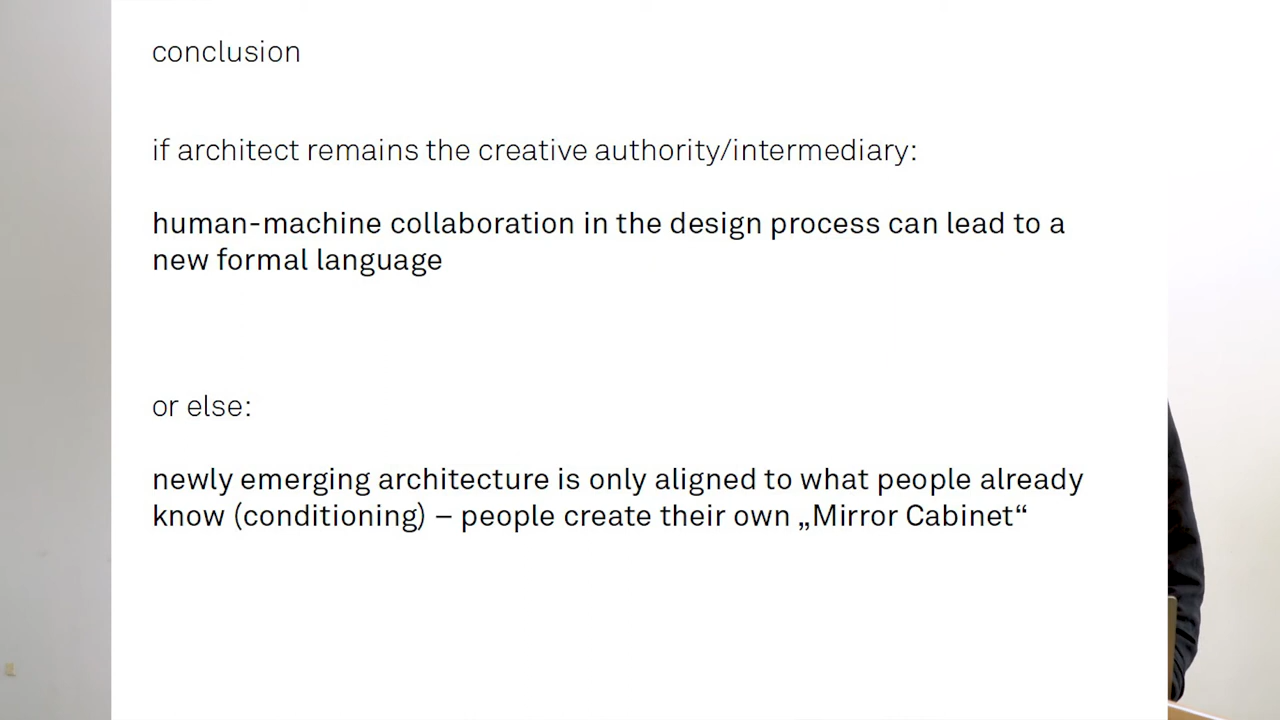 conclusion
if architect remains the creative authority/intermediary:
human-machine collaboration in the design process can lead to a
new formal language
or else:
newly emerging architecture is only aligned to what people already
know (conditioning) – people create their own „Mirror Cabinet“